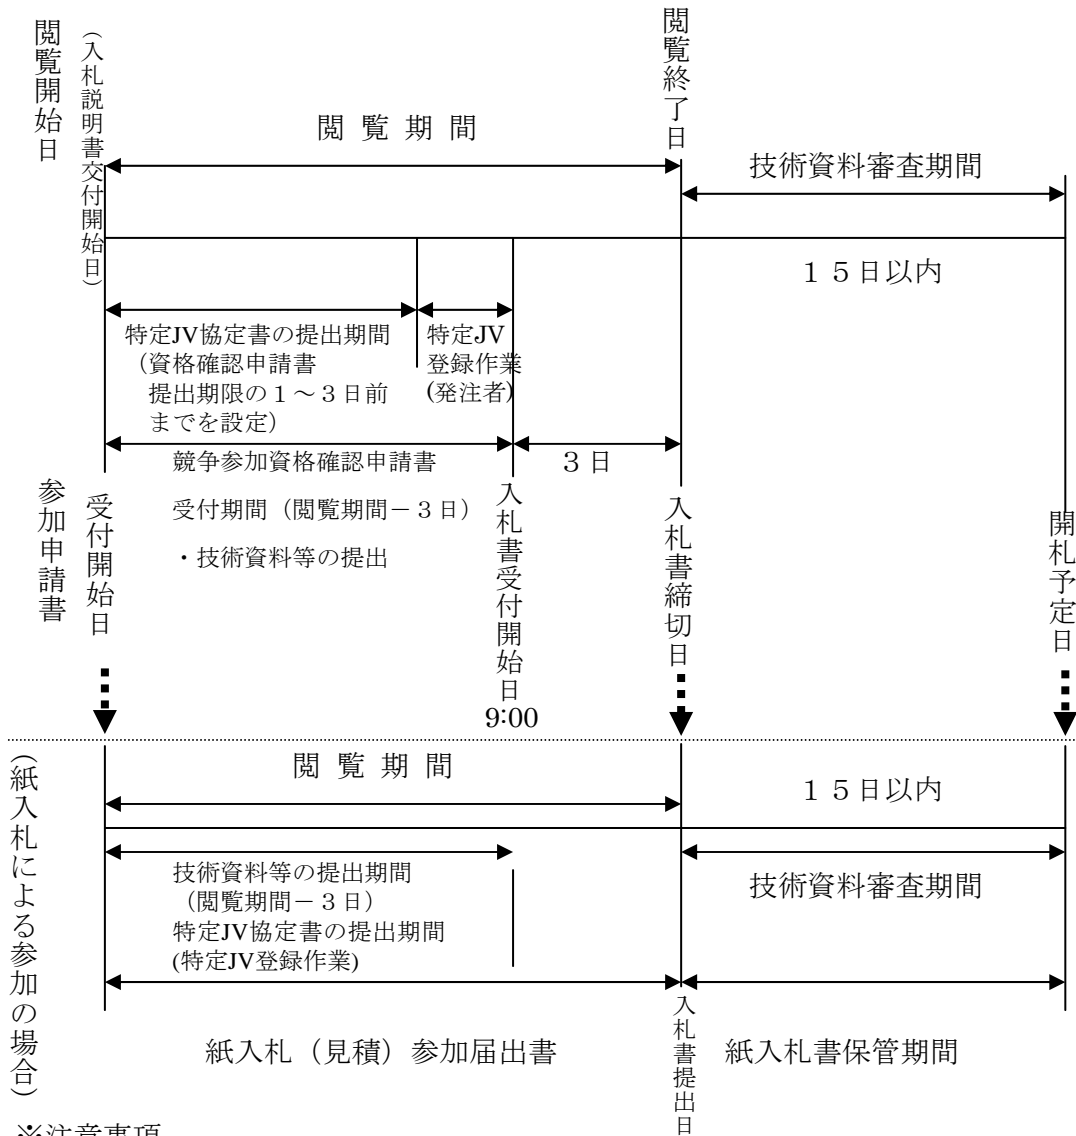 閲覧開始日
（入札説明書交付開始日）
閲覧期間
閲覧終了日
技術資料審査期間
１５日以内
特定JV協定書の提出期間
（資格確認申請書
提出期限の１～３日前
までを設定）
特定JV
登録作業
(発注者)
競争参加資格確認申請書
受付期間（閲覧期間－３日）
・技術資料等の提出
３日
参加申請書
受付開始日
入札書受付開始日
9:00
入札書締切日
開札予定日
（紙入札による参加の場合）
閲覧期間
１５日以内
技術資料等の提出期間
（閲覧期間－３日）
特定JV協定書の提出期間
(特定JV登録作業)
技術資料審査期間
紙入札（見積）参加届出書
入札書提出日
紙入札書保管期間
※注意事項